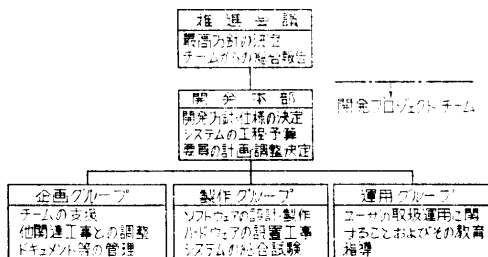 推進会議
最高方針の決定
チームからの総合報告
開発本部
開発方針・仕様の決定
システムの工程・予算
要員の計画・調整・決定
開発プロジェクトチーム
企画グループ
チームの支援
他関連工事との調整
ドキュメント等の管理
製作グループ
ソフトウェアの設計・製作
ハードウェアの設置工事
システムの総合試験
運用グループ
ユーザの取扱運用に関
することおよびその教育
指導